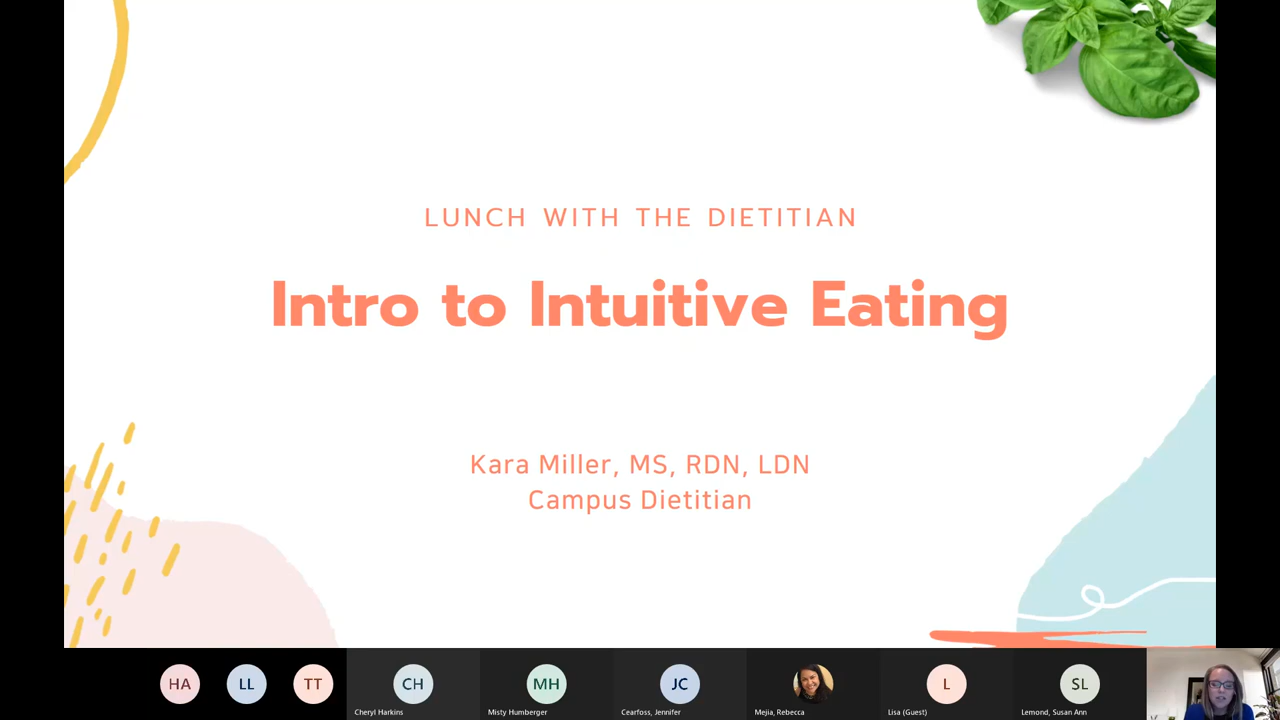 LUNCH WITH THE DIETITIAN
Intro to Intuitive Eating
Kara Miller, MS, RDN, LDN
Campus Dietitian
HA
LL
TT
CH
MH
JC
L
SL
Cheryl Harkins
Misty Humberger
Cearfoss, Jennifer
Mejia, Rebecca
Lisa (Guest)
Lemond, Susan Ann